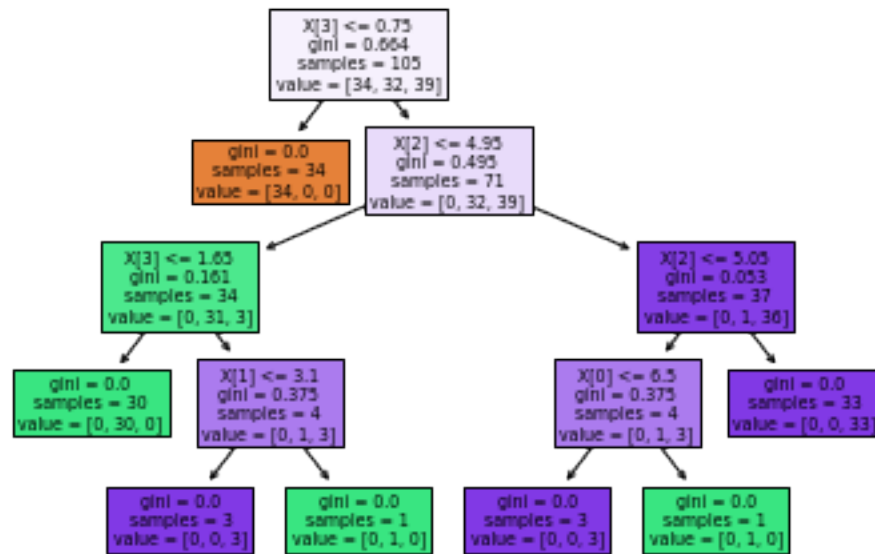 X[3] <= 0.75
gini = 0.664
samples = 105
value = [34, 32, 39]
gini = 0.0
samples = 34
value = [34, 0, 0]
X[2] <= 4.95
gini = 0.495
samples = 71
value = [0, 32, 39]
X[3] <= 1.65
gini = 0.161
samples = 34
value = [0, 31, 3]
X[2] <= 5.05
gini = 0.053
samples = 37
value = [0, 1, 36]
gini = 0.0
samples = 30
value = [0, 30, 0]
X[1] <= 3.1
gini = 0.375
samples = 4
value = [0, 1, 3]
X[0] <= 6.5
gini = 0.375
samples = 4
value = [0, 1, 3]
gini = 0.0
samples = 33
value = [0, 0, 33]
gini = 0.0
samples = 3
value = [0, 0, 3]
gini = 0.0
samples = 1
value = [0, 1, 0]
gini = 0.0
samples = 3
value = [0, 0, 3]
gini = 0.0
samples = 1
value = [0, 1, 0]